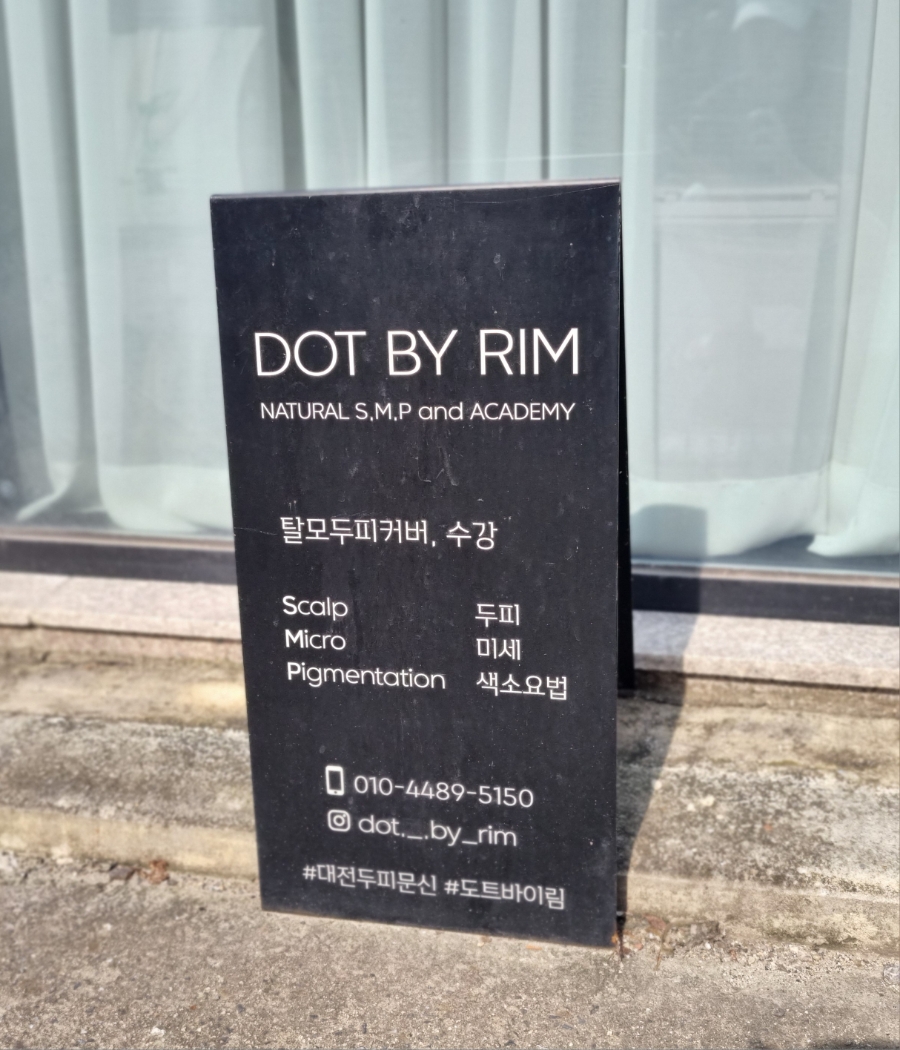 DOT BY RIM
NATURAL S,M,P and ACADEMY
탈모두피커버, 수강
Scalp 두피
Micro 미세
Pigmentation 색소요법
010-4489-5150
dot._.by_rim
#대전두피문신 #도트바이림